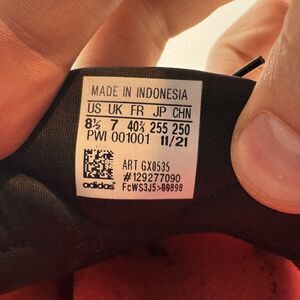 MADE IN INDONESIA
US UK FR JP CHN
8½ 7 40⅔ 255 250
PWI 001001 11/21
ART GX0535
#129277090
adidas FcWS3J5>09898